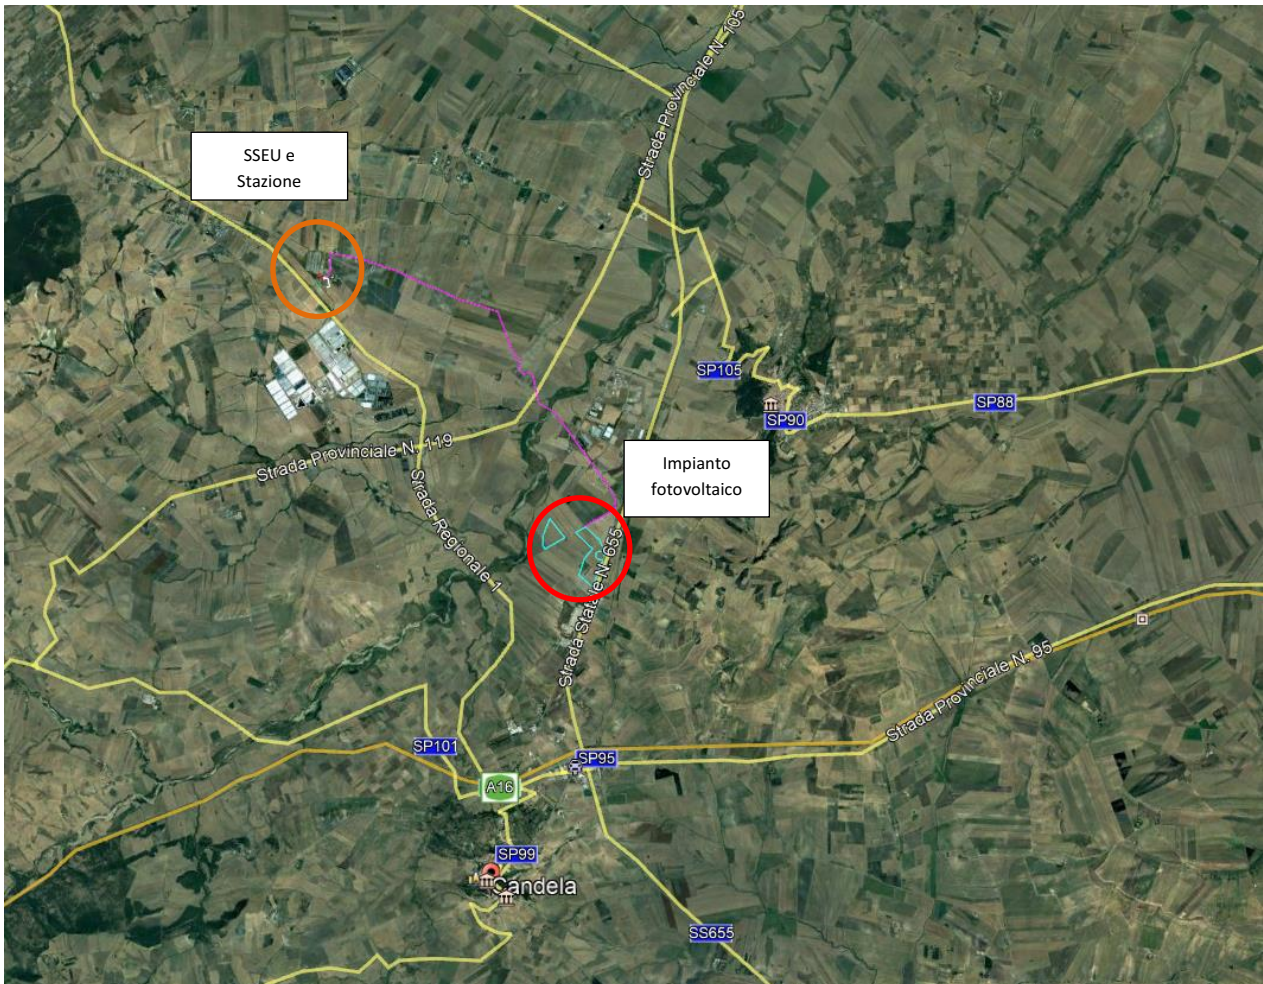 Strada Provinciale N. 105
SSEU e
Stazione
SP105
SP88
SP90
Strada Provinciale N. 119
Impianto
fotovoltaico
Strada Regionale 1
Strada Statale N. 655
Strada Provinciale N. 95
SP101
SP95
A16
SP99
Candela
SS655